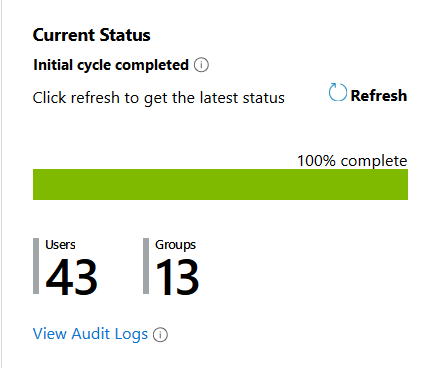 Current Status
Initial cycle completed
Click refresh to get the latest status
Refresh
100% complete
Users
43
Groups
13
View Audit Logs